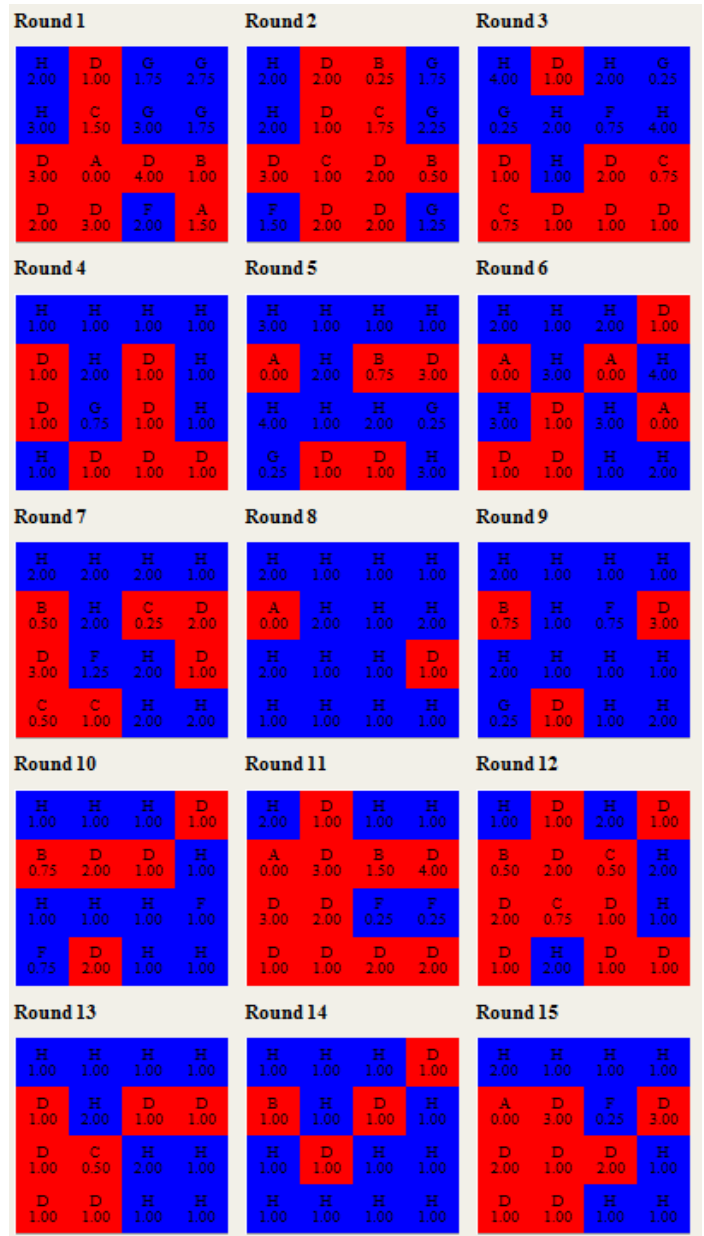 Round 1 Round 2 Round 3
H D G G H D B G H D H G
2.00 1.00 1.75 2.75 2.00 2.00 0.25 1.75 4.00 1.00 2.00 0.25
H C G G H D C G G H F H
3.00 1.50 3.00 1.75 2.00 1.00 1.75 2.25 0.25 2.00 0.75 4.00
D A D B D C D B D H D C
3.00 0.00 4.00 1.00 3.00 1.00 2.00 0.50 1.00 1.00 2.00 0.75
D D F A F D D G C D D D
2.00 3.00 2.00 1.50 1.50 2.00 2.00 1.25 0.75 1.00 1.00 1.00
Round 4 Round 5 Round 6
H H H H H H H H H H H D
1.00 1.00 1.00 1.00 3.00 1.00 1.00 1.00 2.00 1.00 2.00 1.00
D H D H A H B D A H A H
1.00 2.00 1.00 1.00 0.00 2.00 0.75 3.00 0.00 3.00 0.00 4.00
D G D H H H H G H D H A
1.00 0.75 1.00 1.00 4.00 1.00 2.00 0.25 3.00 1.00 3.00 0.00
H D D D G D D H D D H H
1.00 1.00 1.00 1.00 0.25 1.00 1.00 3.00 1.00 1.00 1.00 2.00
Round 7 Round 8 Round 9
H H H H H H H H H H H H
2.00 2.00 2.00 1.00 2.00 1.00 1.00 1.00 2.00 1.00 1.00 1.00
B H C D A H H H B H F D
0.50 2.00 0.25 2.00 0.00 2.00 1.00 2.00 0.75 1.00 0.75 3.00
D F H D H H H D H H H H
3.00 1.25 2.00 1.00 2.00 1.00 1.00 1.00 2.00 1.00 1.00 1.00
C C H H H H H H G D H H
0.50 1.00 2.00 2.00 1.00 1.00 1.00 1.00 0.25 1.00 1.00 2.00
Round 10 Round 11 Round 12
H H H D H D H H H D H D
1.00 1.00 1.00 1.00 2.00 1.00 1.00 1.00 1.00 1.00 2.00 1.00
B D D H A D B D B D C H
0.75 2.00 1.00 1.00 0.00 3.00 1.50 4.00 0.50 2.00 0.50 2.00
H H H F D D F F D C D H
1.00 1.00 1.00 1.00 3.00 2.00 0.25 0.25 2.00 0.75 1.00 1.00
F D H H D D D D D H D D
0.75 2.00 1.00 1.00 1.00 1.00 2.00 2.00 1.00 2.00 1.00 1.00
Round 13 Round 14 Round 15
H H H H H H H D H H H H
1.00 1.00 1.00 1.00 1.00 1.00 1.00 1.00 2.00 1.00 1.00 1.00
D H D D B H D H A D F D
1.00 2.00 1.00 1.00 1.00 1.00 1.00 1.00 0.00 3.00 0.25 3.00
D C H H H D H H D D D H
1.00 0.50 2.00 1.00 1.00 1.00 1.00 1.00 2.00 1.00 2.00 1.00
D D H H H H H H D D H H
1.00 1.00 1.00 1.00 1.00 1.00 1.00 1.00 1.00 1.00 1.00 1.00